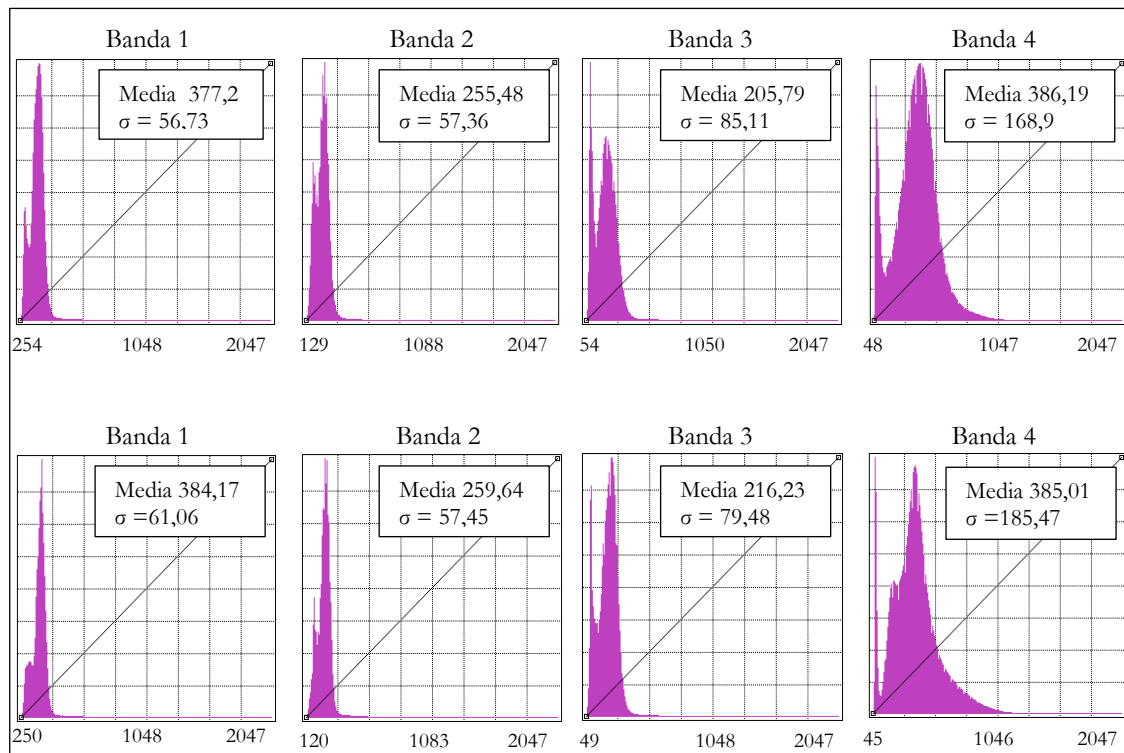 Banda 1
Banda 2
Banda 3
Banda 4
Media 377,2
σ = 56,73
Media 255,48
σ = 57,36
Media 205,79
σ = 85,11
Media 386,19
σ = 168,9
254 1048 2047
129 1088 2047
54 1050 2047
48 1047 2047
Banda 1
Banda 2
Banda 3
Banda 4
Media 384,17
σ =61,06
Media 259,64
σ = 57,45
Media 216,23
σ = 79,48
Media 385,01
σ =185,47
250 1048 2047
120 1083 2047
49 1048 2047
45 1046 2047